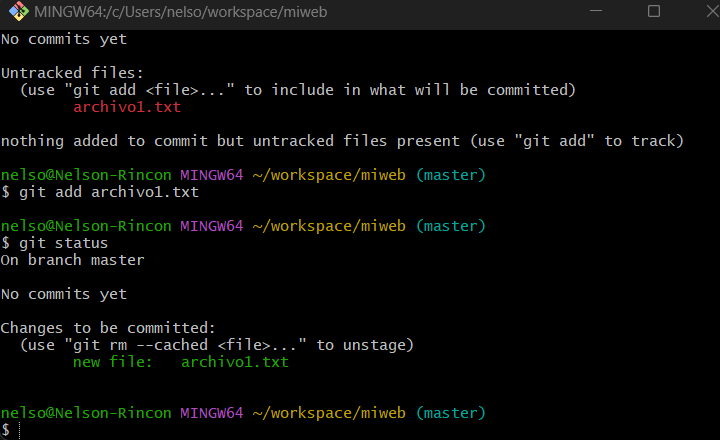 MINGW64:/c/Users/nelso/workspace/miweb
No commits yet
Untracked files:
(use "git add <file>..." to include in what will be committed)
archivo1.txt
nothing added to commit but untracked files present (use "git add" to track)
nelso@Nelson-Rincon MINGW64 ~/workspace/miweb (master)
$ git add archivo1.txt
nelso@Nelson-Rincon MINGW64 ~/workspace/miweb (master)
$ git status
On branch master
No commits yet
Changes to be committed:
(use "git rm --cached <file>..." to unstage)
new file:   archivo1.txt
nelso@Nelson-Rincon MINGW64 ~/workspace/miweb (master)
$